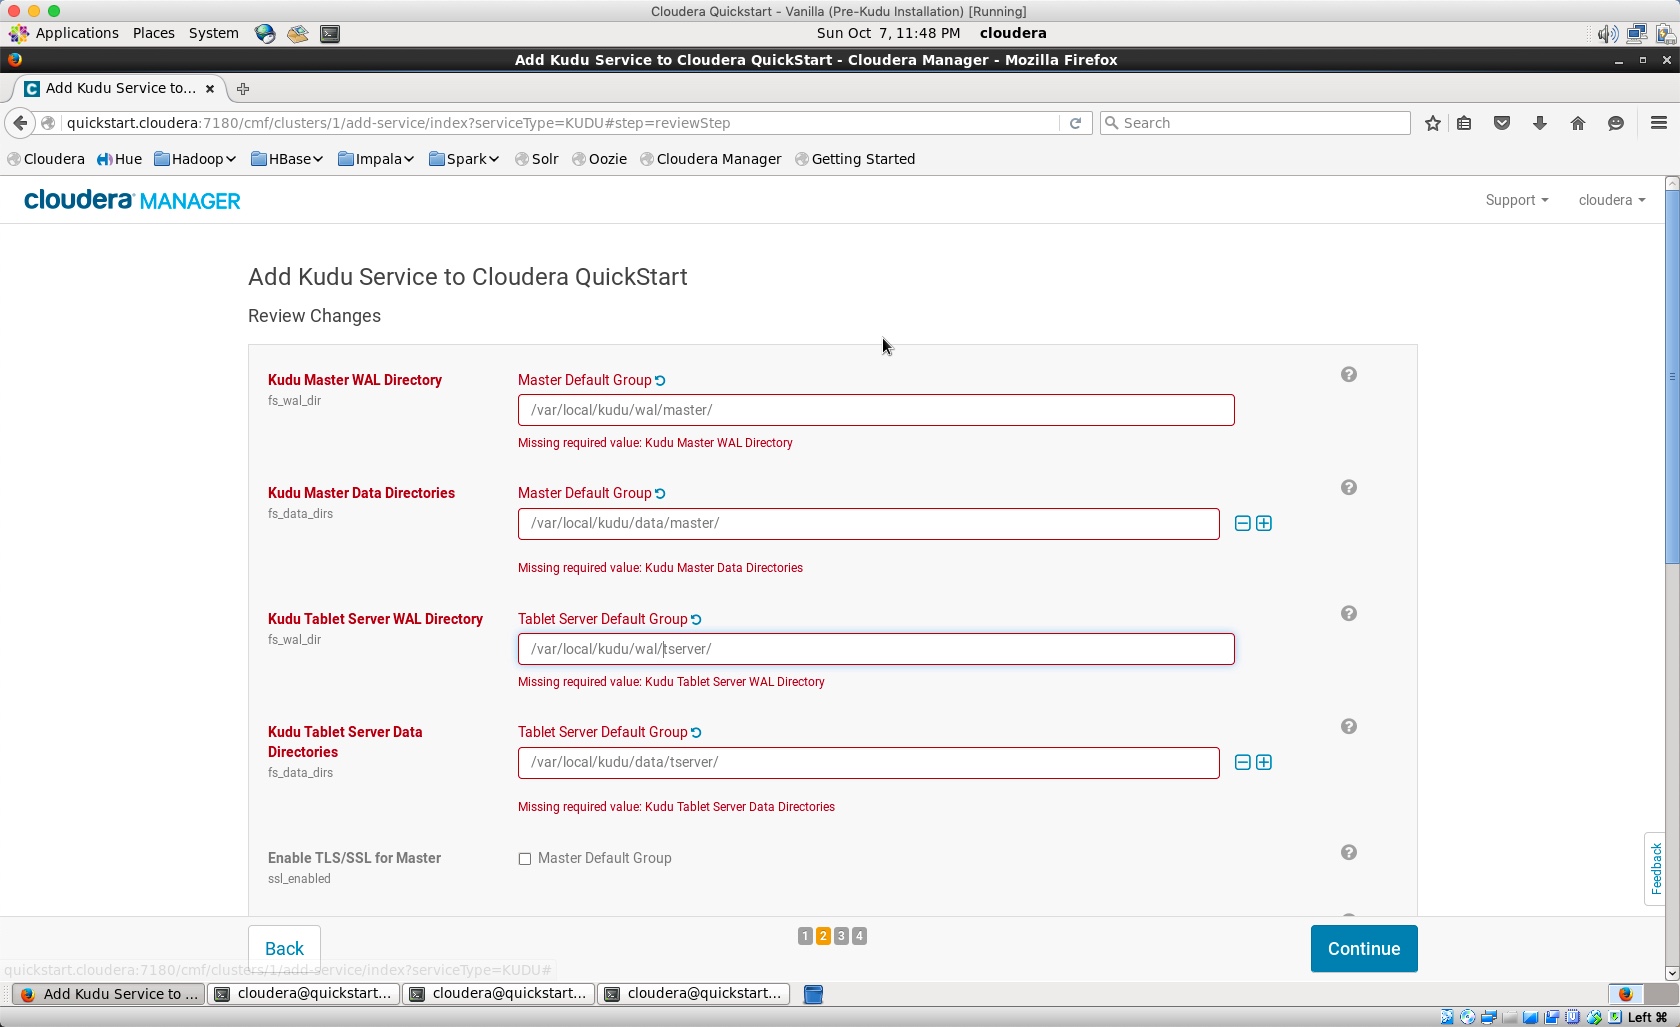 Cloudera Quickstart - Vanilla (Pre-Kudu Installation) [Running]
Applications Places System Sun Oct 7, 11:48 PM cloudera
Add Kudu Service to Cloudera QuickStart - Cloudera Manager - Mozilla Firefox
Add Kudu Service to...
quickstart.cloudera:7180/cmf/clusters/1/add-service/index?serviceType=KUDU#step=reviewStep Search
Cloudera Hue Hadoop HBase Impala Spark Solr Oozie Cloudera Manager Getting Started
cloudera MANAGER Support cloudera
Add Kudu Service to Cloudera QuickStart
Review Changes
Kudu Master WAL Directory Master Default Group
fs_wal_dir /var/local/kudu/wal/master/
Missing required value: Kudu Master WAL Directory
Kudu Master Data Directories Master Default Group
fs_data_dirs /var/local/kudu/data/master/
Missing required value: Kudu Master Data Directories
Kudu Tablet Server WAL Directory Tablet Server Default Group
fs_wal_dir /var/local/kudu/wal/tserver/
Missing required value: Kudu Tablet Server WAL Directory
Kudu Tablet Server Data Tablet Server Default Group
Directories /var/local/kudu/data/tserver/
fs_data_dirs
Missing required value: Kudu Tablet Server Data Directories
Enable TLS/SSL for Master Master Default Group
ssl_enabled
Feedback
Back 1 2 3 4 Continue
quickstart.cloudera:7180/cmf/clusters/1/add-service/index?serviceType=KUDU#
Add Kudu Service to ... cloudera@quickstart... cloudera@quickstart... cloudera@quickstart...
Left ⌘